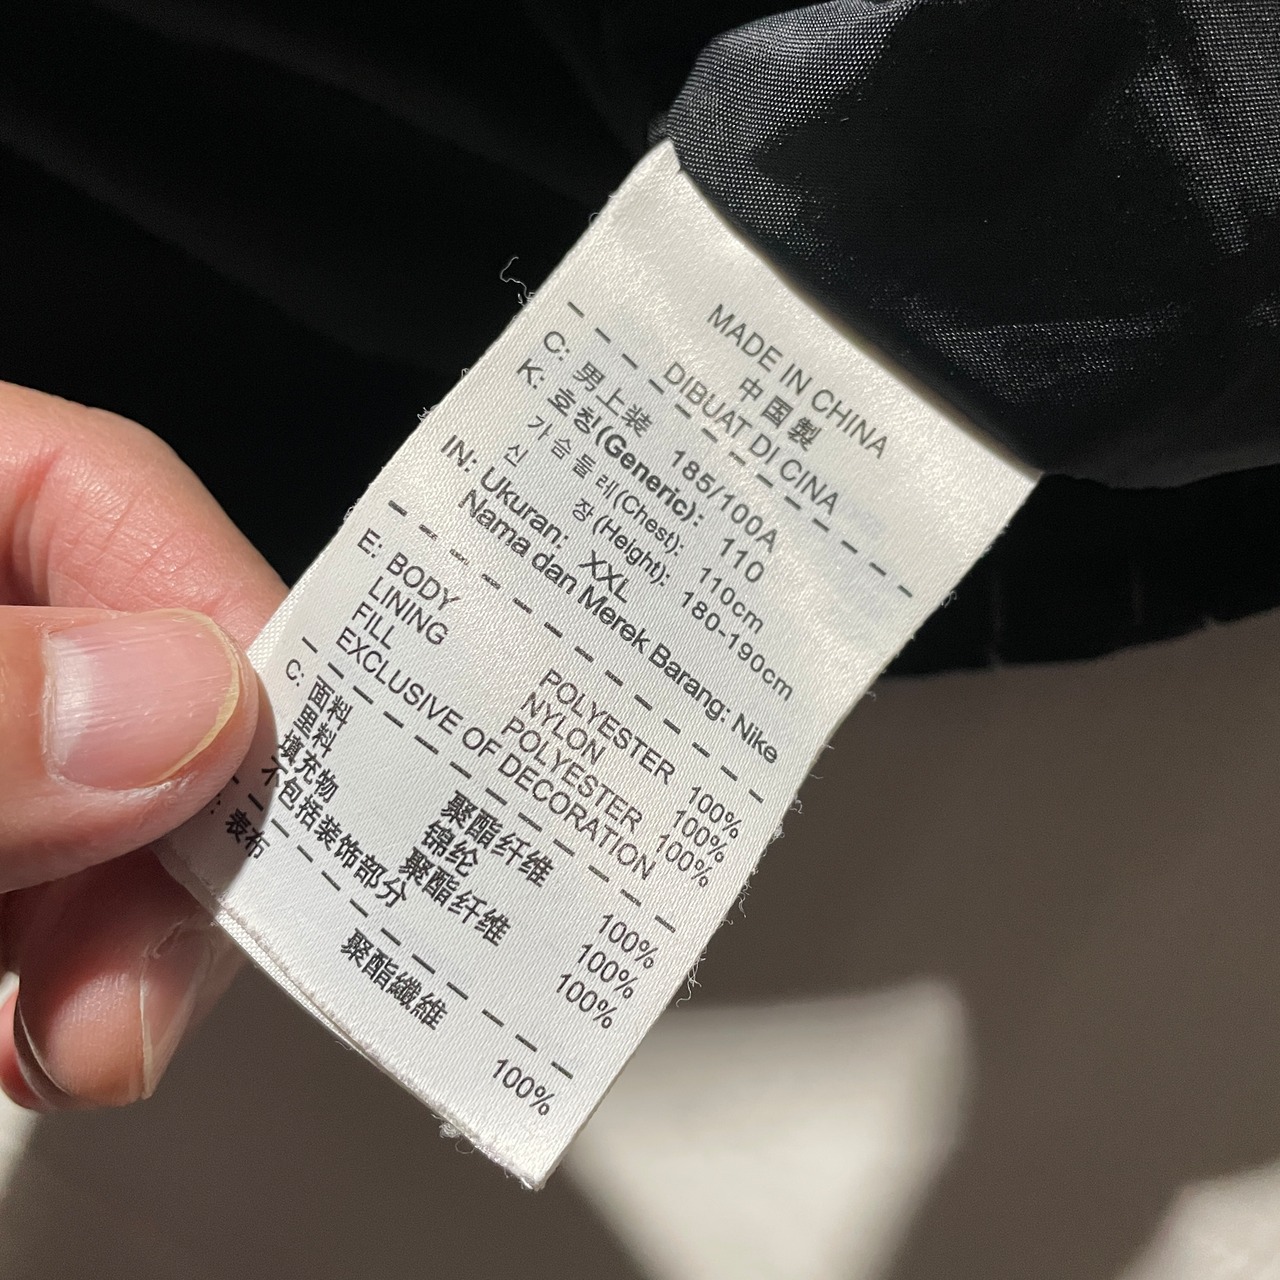 MADE IN CHINA
中国製
DIBUAT DI CINA
C: 男上装 185/100A
K: 호칭(Generic): 110
가슴둘레(Chest): 110cm
신 장(Height): 180-190cm
IN: Ukuran: XXL
Nama dan Merek Barang: Nike
E: BODY POLYESTER 100%
LINING NYLON 100%
FILL POLYESTER 100%
EXCLUSIVE OF DECORATION
C: 面料 聚酯纤维 100%
里料 锦纶 100%
填充物 聚酯纤维 100%
不包括装饰部分
: 表布 聚酯纖維 100%